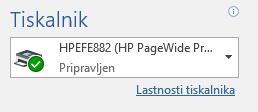 Tiskalnik
HPEFE882 (HP PageWide Pr...
Pripravljen
Lastnosti tiskalnika